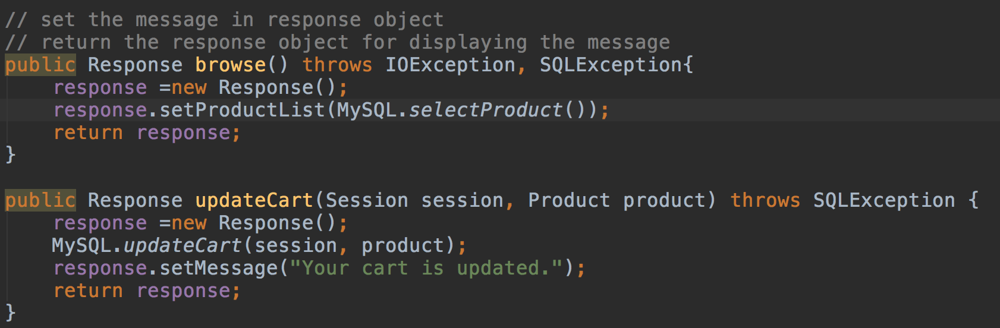 // set the message in response object
// return the response object for displaying the message
public Response browse() throws IOException, SQLException{
    response =new Response();
    response.setProductList(MySQL.selectProduct());
    return response;
}

public Response updateCart(Session session, Product product) throws SQLException {
    response =new Response();
    MySQL.updateCart(session, product);
    response.setMessage("Your cart is updated.");
    return response;
}